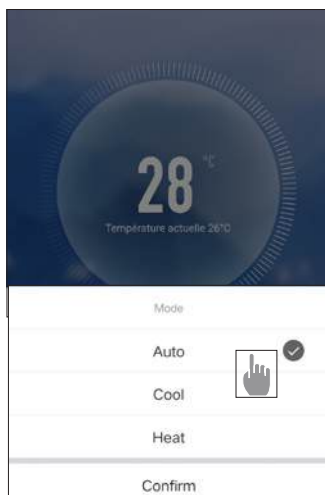 28 °C
Température actuelle 26°C
Mode
Auto
Cool
Heat
Confirm